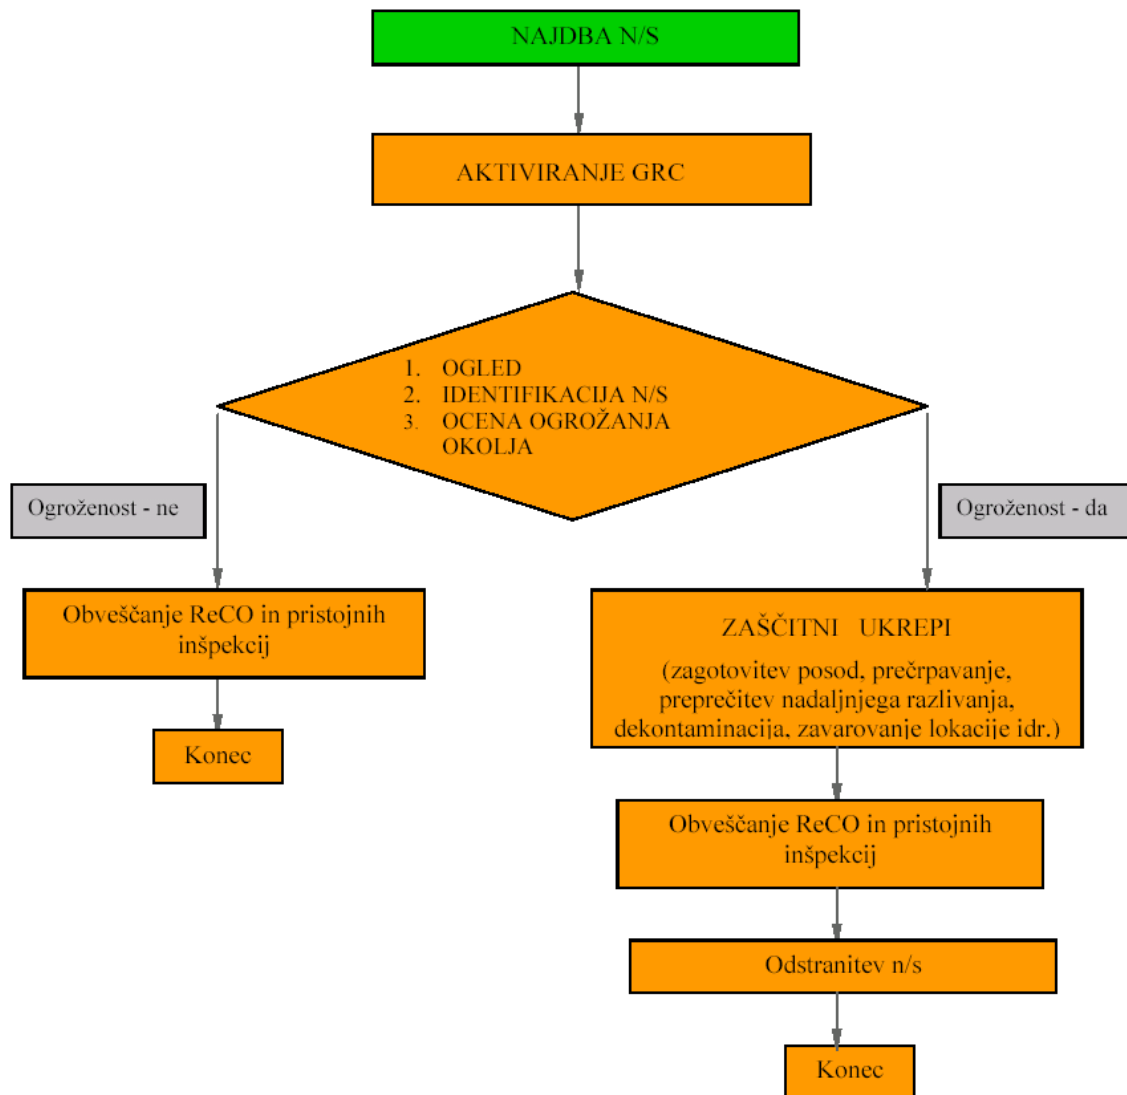 NAJDBA N/S
AKTIVIRANJE GRC
1. OGLED
2. IDENTIFIKACIJA N/S
3. OCENA OGROŽANJA
OKOLJA
Ogroženost - ne
Ogroženost - da
Obveščanje ReCO in pristojnih
inšpekcij
Konec
ZAŠČITNI UKREPI
(zagotovitev posod, prečrpavanje,
preprečitev nadaljnjega razlivanja,
dekontaminacija, zavarovanje lokacije idr.)
Obveščanje ReCO in pristojnih
inšpekcij
Odstranitev n/s
Konec